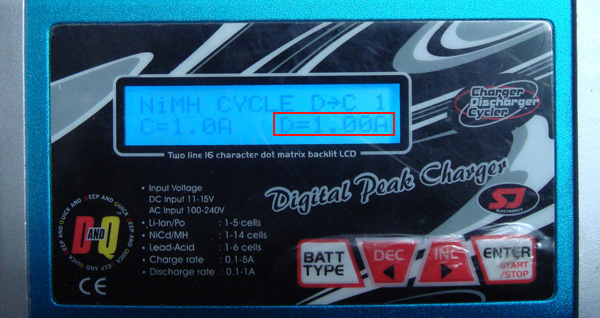 NiMH CYCLE D→C 1
C=1.0A D=1.00A
Charger
Discharger
Cycler
Two line 16 character dot matrix backlit LCD
Digital Peak Charger
• Input Voltage
DC Input 11-15V
AC Input 100-240V
• Li-Ion/Po : 1-5 cells
• NiCd/MH : 1-14 cells
• Lead-Acid : 1-6 cells
• Charge rate : 0.1-5A
• Discharge rate : 0.1-1A
DEEP AND QUICK
D AND Q
CE
SJ
ELECTRONICS
BATT
TYPE
DEC
INC
ENTER
START
/STOP